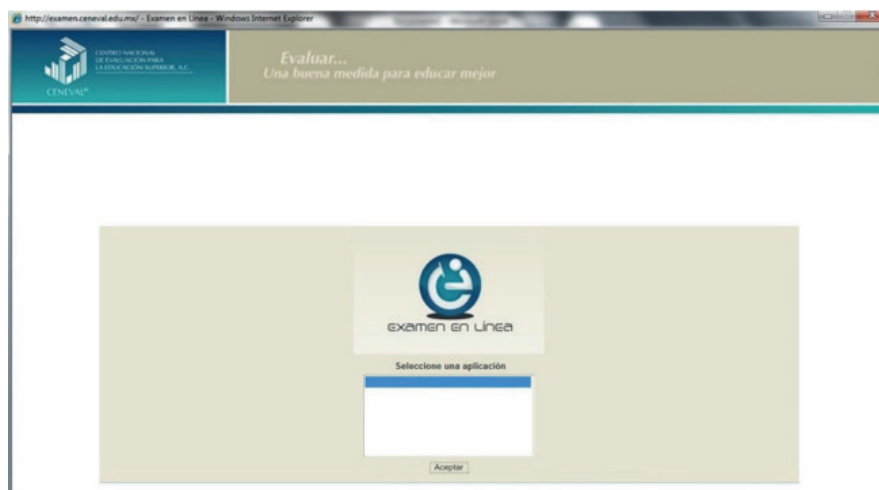 http://examen.ceneval.edu.mx/ - Examen en Línea - Windows Internet Explorer
CENTRO NACIONAL
DE EVALUACIÓN PARA
LA EDUCACIÓN SUPERIOR, A.C.
CENEVAL®
Evaluar...
Una buena medida para educar mejor
examen en Línea
Seleccione una aplicación
Aceptar